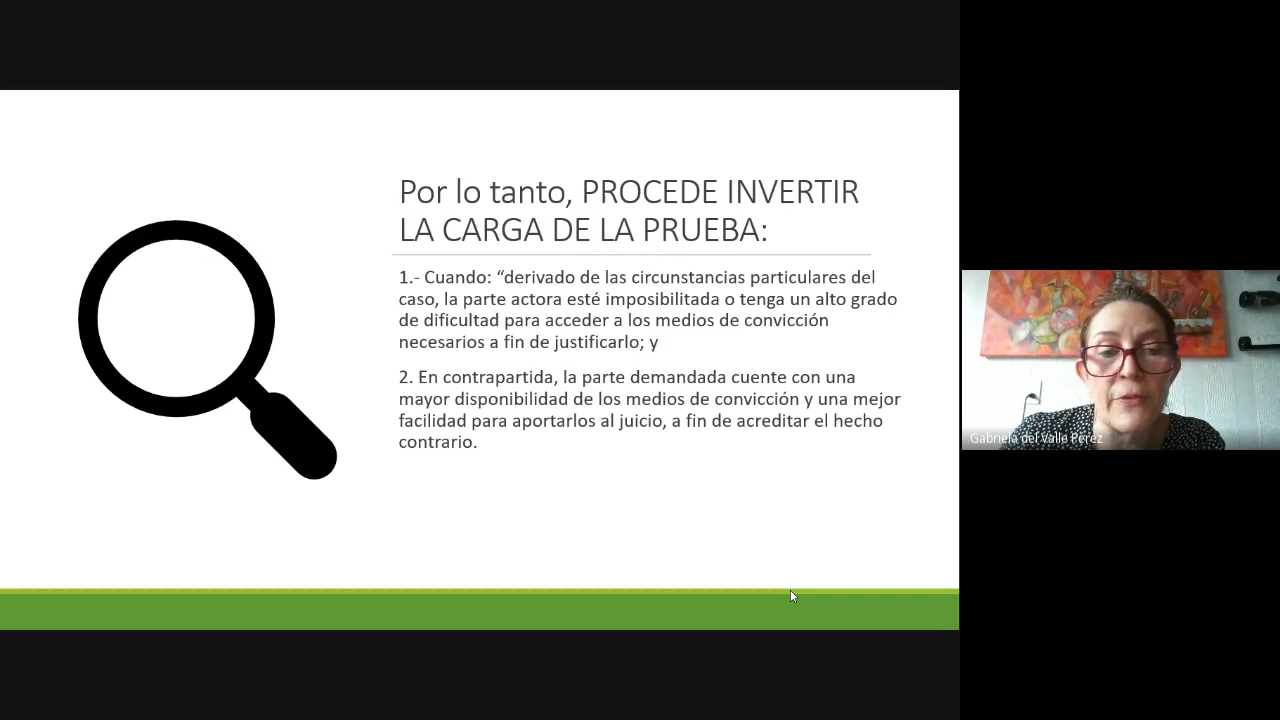 Por lo tanto, PROCEDE INVERTIR
LA CARGA DE LA PRUEBA:
1.- Cuando: “derivado de las circunstancias particulares del
caso, la parte actora esté imposibilitada o tenga un alto grado
de dificultad para acceder a los medios de convicción
necesarios a fin de justificarlo; y
2. En contrapartida, la parte demandada cuente con una
mayor disponibilidad de los medios de convicción y una mejor
facilidad para aportarlos al juicio, a fin de acreditar el hecho
contrario.
Gabriela del Valle Pérez